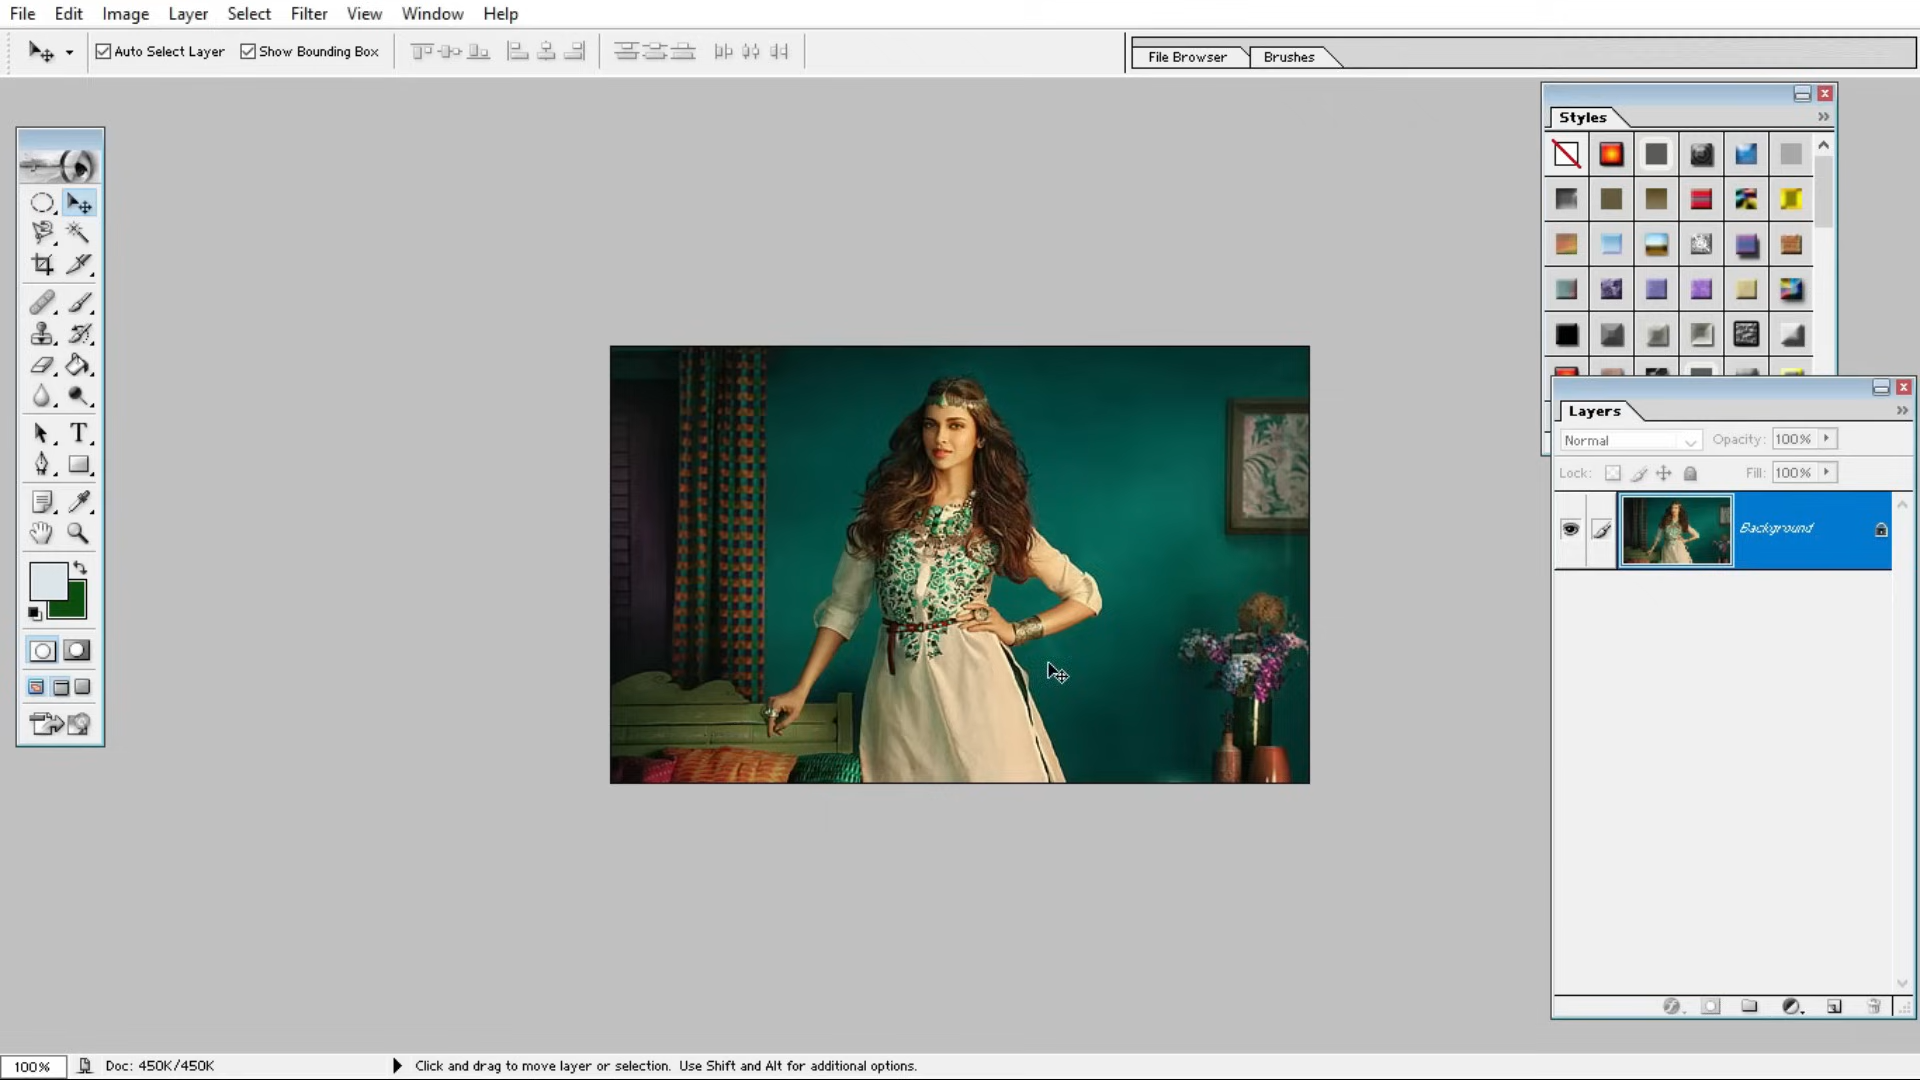 File Edit Image Layer Select Filter View Window Help
Auto Select Layer Show Bounding Box
File Browser Brushes
Styles
Layers
Normal Opacity: 100%
Lock: Fill: 100%
Background
T
100% Doc: 450K/450K Click and drag to move layer or selection. Use Shift and Alt for additional options.